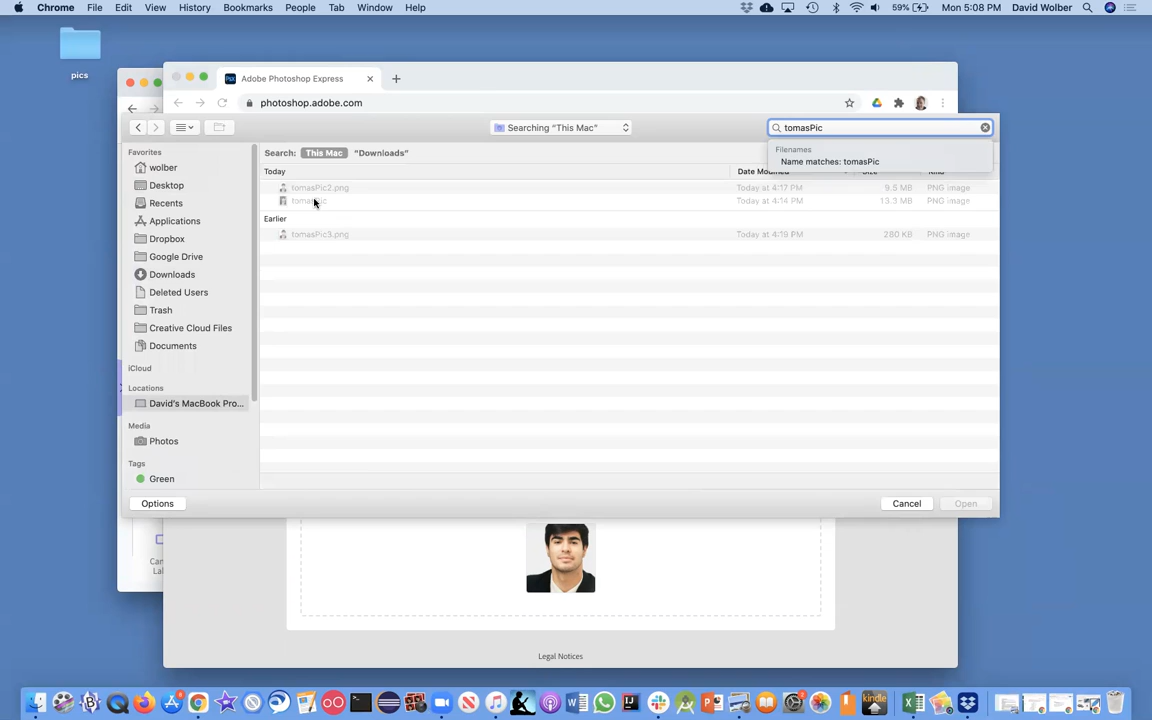 Chrome File Edit View History Bookmarks People Tab Window Help 59% Mon 5:08 PM David Wolber
pics
Adobe Photoshop Express
photoshop.adobe.com
Searching "This Mac"
tomasPic
Favorites
Search: This Mac "Downloads"
Filenames
Name matches: tomasPic
wolber
Today
Date Modified
Size
Kind
Desktop
tomasPic2.png Today at 4:17 PM 9.5 MB PNG image
Recents
Today at 4:14 PM 13.3 MB PNG image
Applications
Earlier
Dropbox
tomasPic3.png Today at 4:19 PM 280 KB PNG image
Google Drive
Downloads
Deleted Users
Trash
Creative Cloud Files
Documents
iCloud
Locations
David's MacBook Pro...
Media
Photos
Tags
Green
Options
Cancel
Open
Legal Notices